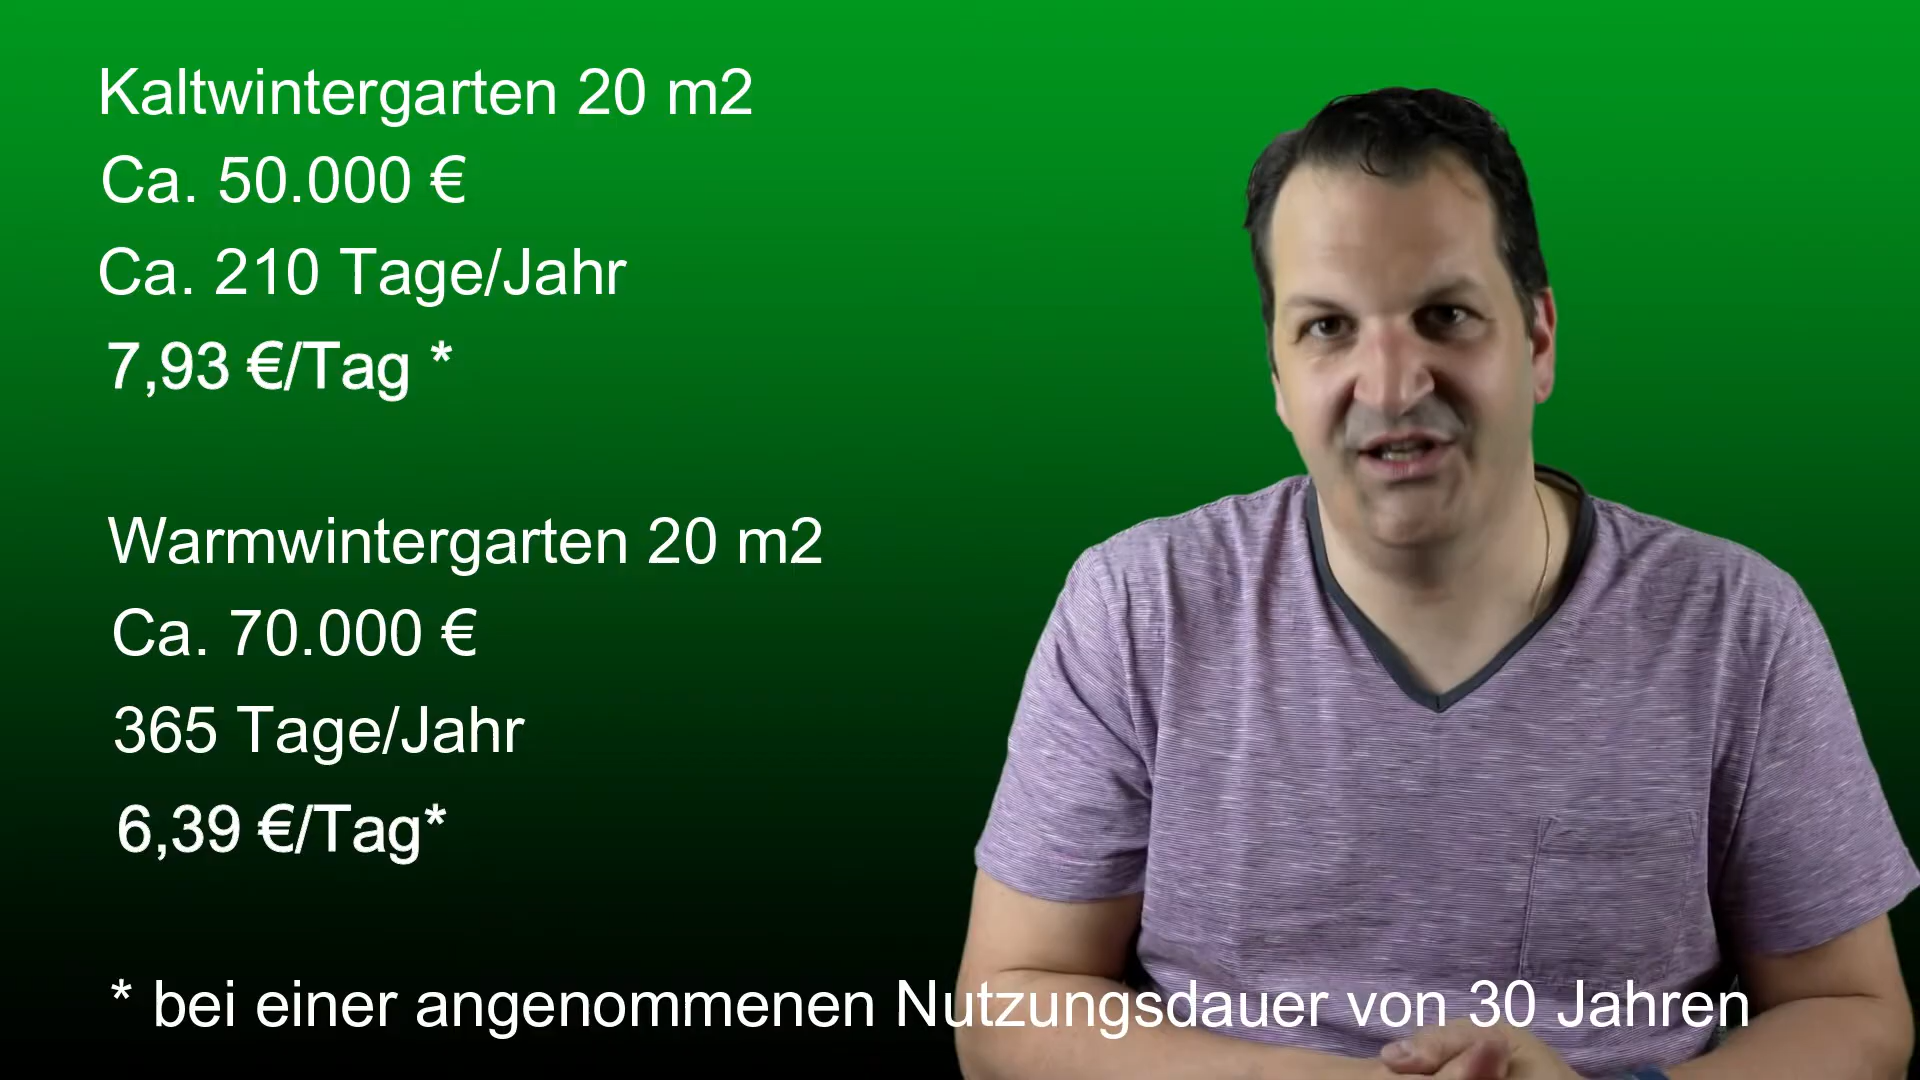 Kaltwintergarten 20 m2
Ca. 50.000 €
Ca. 210 Tage/Jahr
7,93 €/Tag *
Warmwintergarten 20 m2
Ca. 70.000 €
365 Tage/Jahr
6,39 €/Tag*
* bei einer angenommenen Nutzungsdauer von 30 Jahren